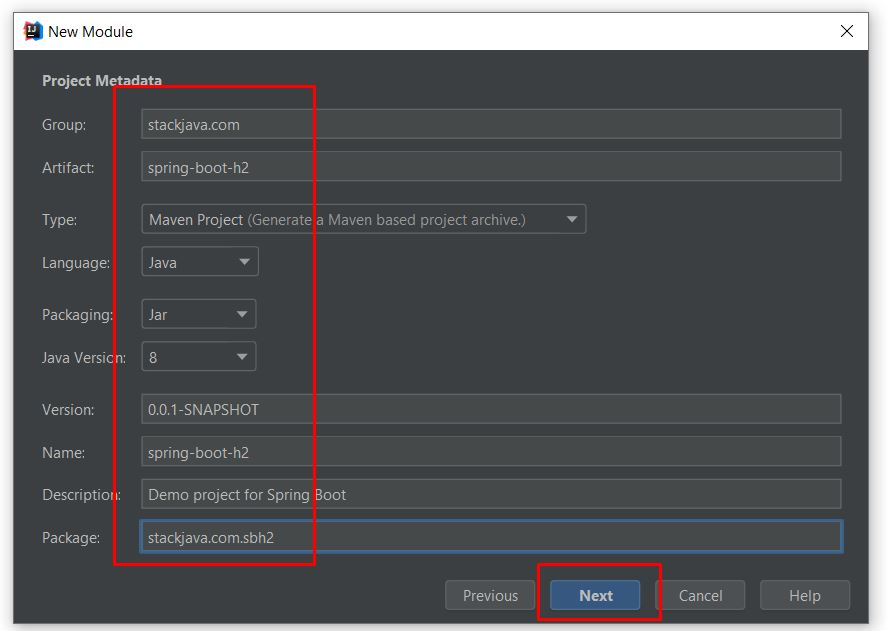 New Module
Project Metadata
Group: stackjava.com
Artifact: spring-boot-h2
Type: Maven Project (Generate a Maven based project archive.)
Language: Java
Packaging: Jar
Java Version: 8
Version: 0.0.1-SNAPSHOT
Name: spring-boot-h2
Description: Demo project for Spring Boot
Package: stackjava.com.sbh2
Previous Next Cancel Help